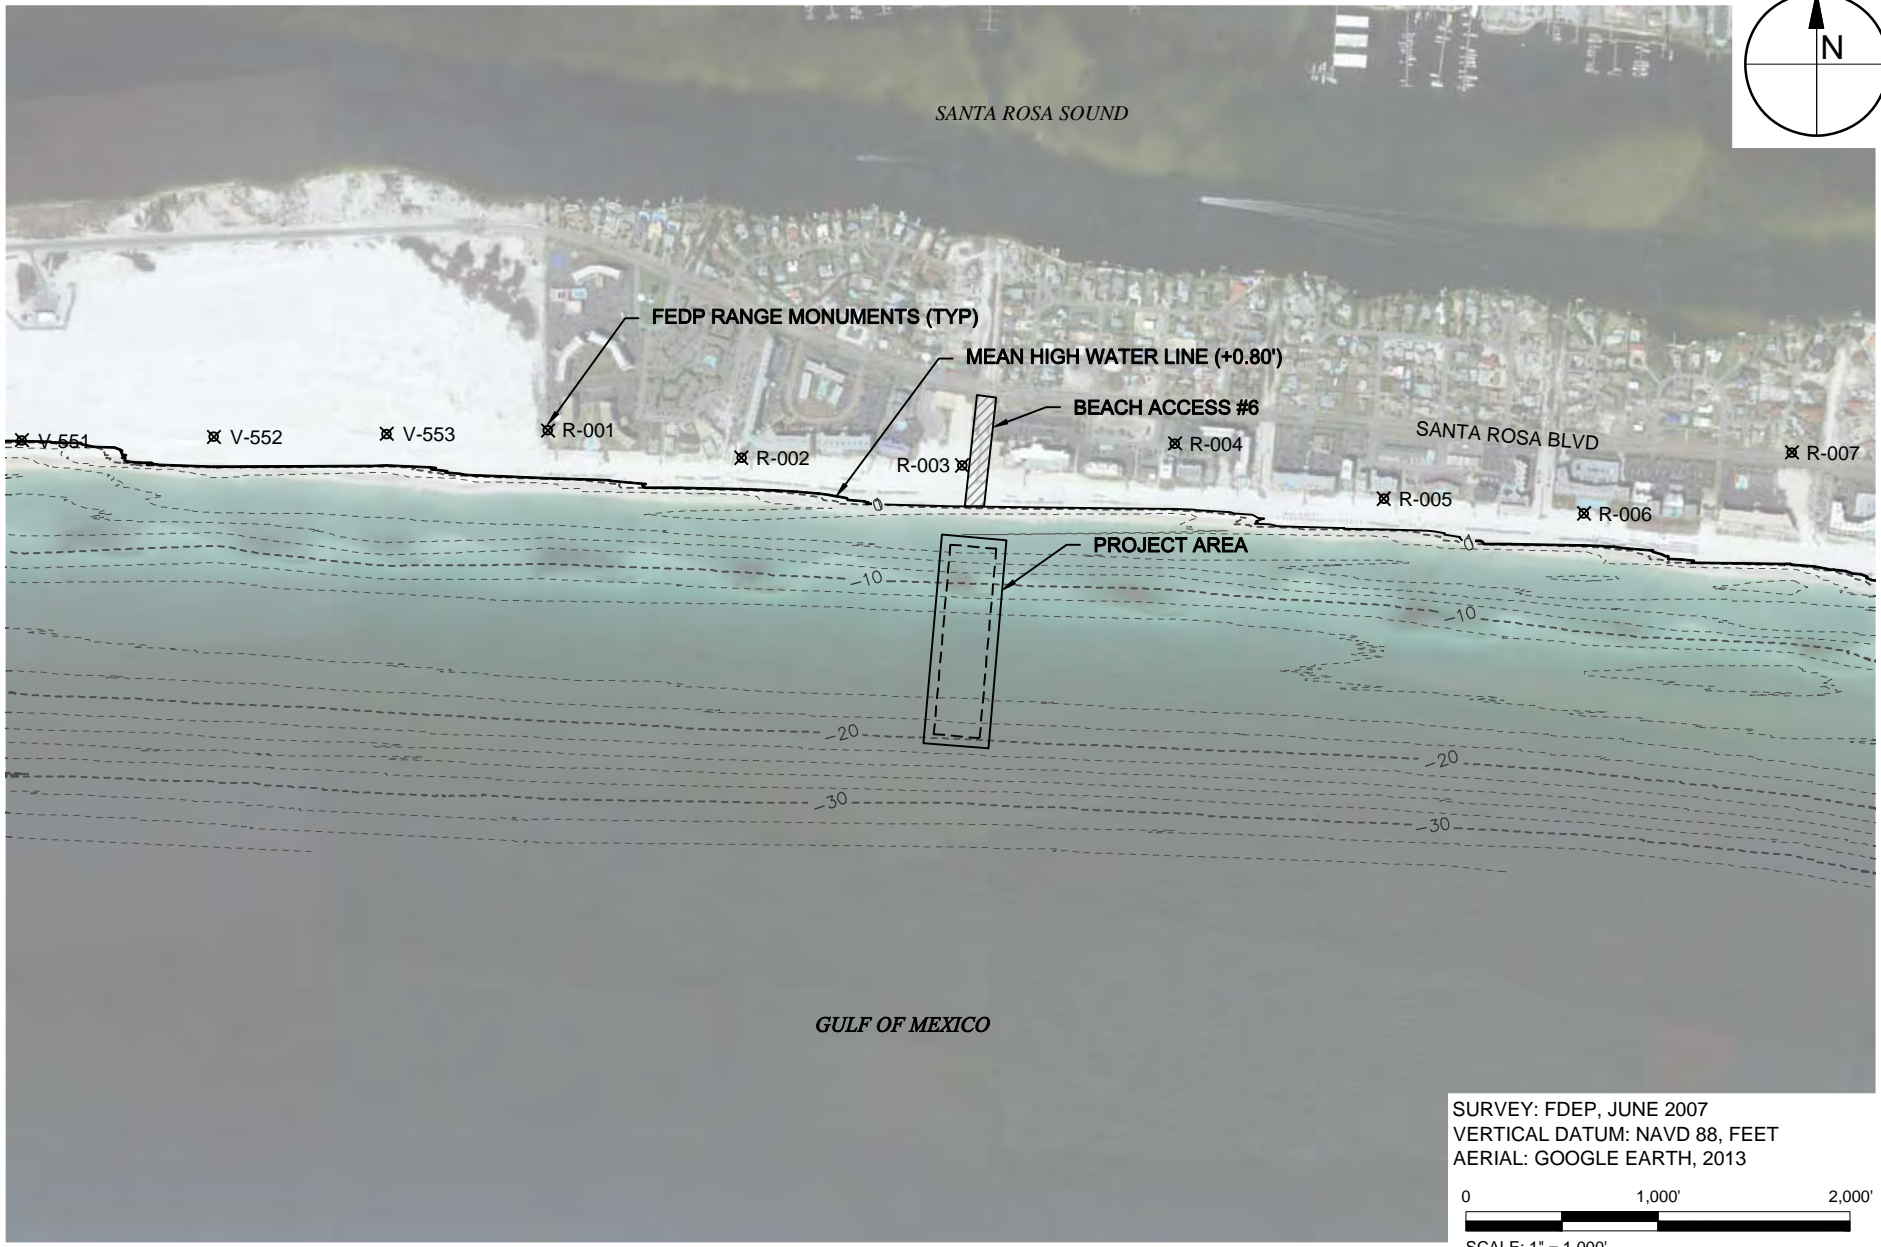 N
SANTA ROSA SOUND
FEDP RANGE MONUMENTS (TYP)
MEAN HIGH WATER LINE (+0.80')
BEACH ACCESS #6
SANTA ROSA BLVD
V-551
V-552
V-553
R-001
R-002
R-003
R-004
R-005
R-006
R-007
0
0
PROJECT AREA
-10
-10
-20
-20
-30
-30
GULF OF MEXICO
SURVEY: FDEP, JUNE 2007
VERTICAL DATUM: NAVD 88, FEET
AERIAL: GOOGLE EARTH, 2013
0 1,000' 2,000'
SCALE: 1" = 1,000'